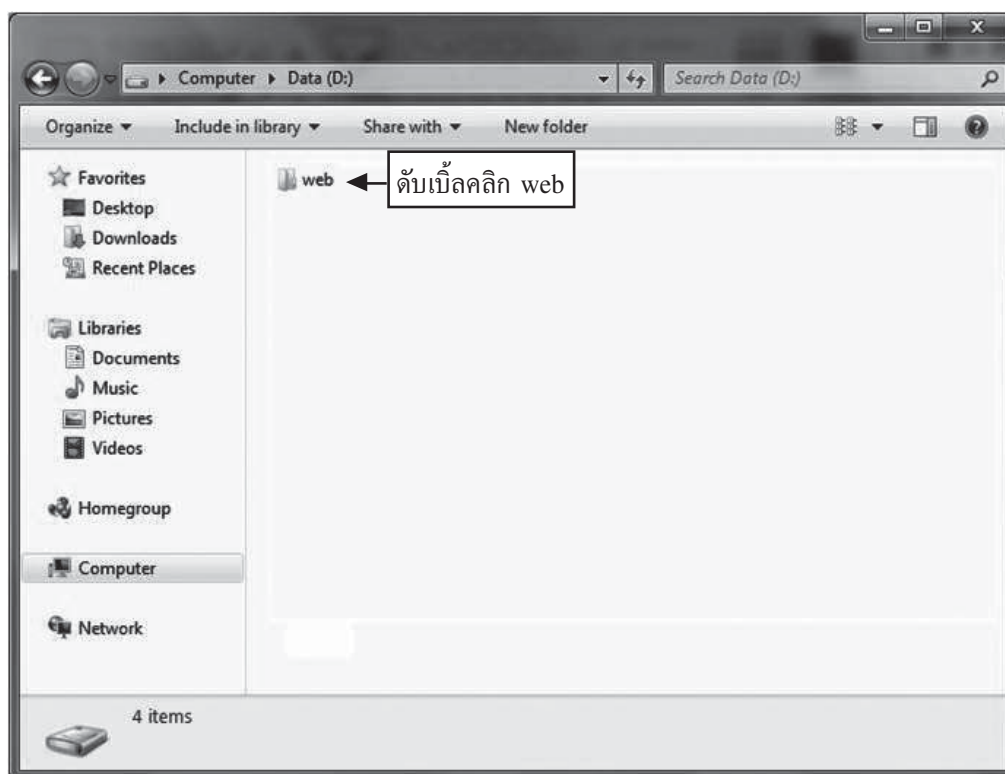 Computer ▸ Data (D:)
Search Data (D:)
Organize
Include in library
Share with
New folder
Favorites
Desktop
Downloads
Recent Places
Libraries
Documents
Music
Pictures
Videos
Homegroup
Computer
Network
web
ดับเบิ้ลคลิก web
4 items